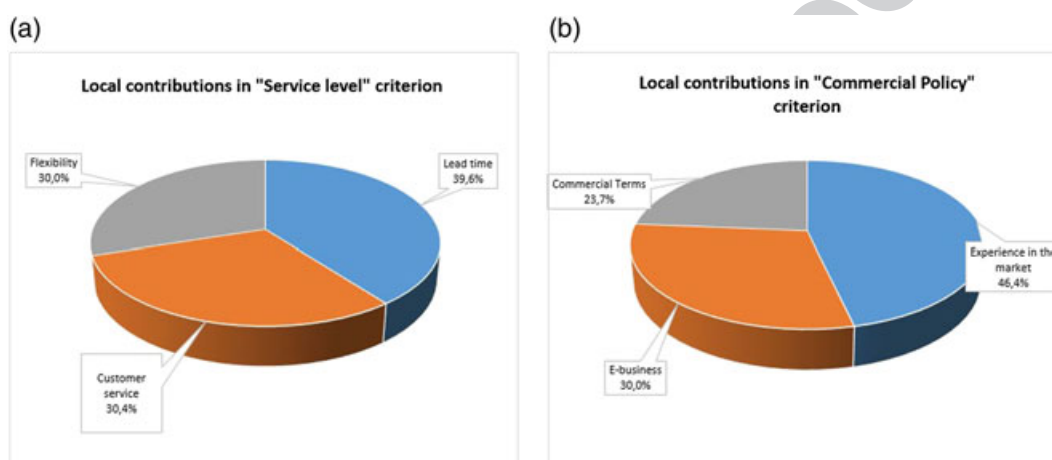 (a)
Local contributions in "Service level" criterion
Flexibility
30,0%
Lead time
39,6%
Customer
service
30,4%
(b)
Local contributions in "Commercial Policy"
criterion
Commercial Terms
23,7%
Experience in the
market
46,4%
E-business
30,0%